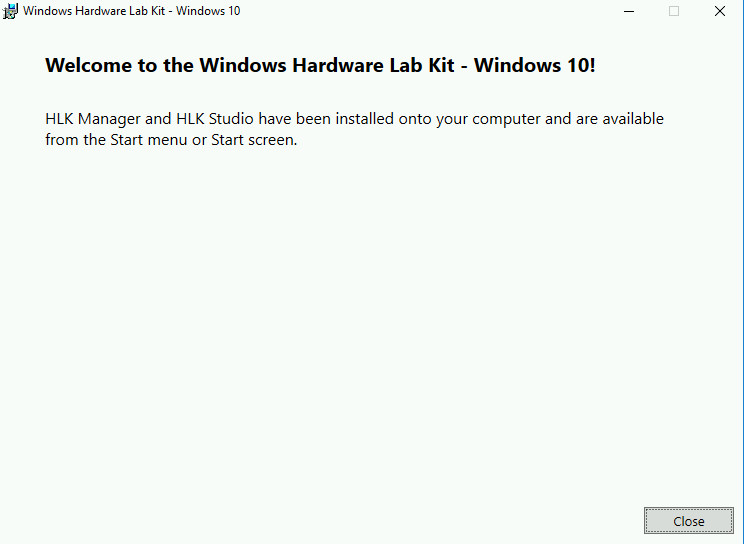 Windows Hardware Lab Kit - Windows 10
Welcome to the Windows Hardware Lab Kit - Windows 10!
HLK Manager and HLK Studio have been installed onto your computer and are available
from the Start menu or Start screen.
Close